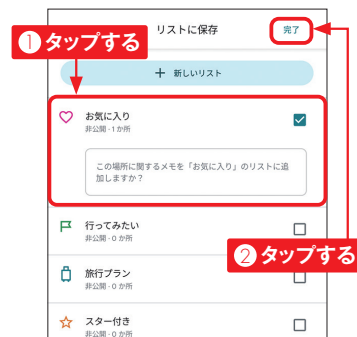 リストに保存
完了
① タップする
+ 新しいリスト
お気に入り
非公開・1 か所
この場所に関するメモを「お気に入り」のリストに追
加しますか？
行ってみたい
非公開・0 か所
② タップする
旅行プラン
非公開・0 か所
スター付き
非公開・0 か所